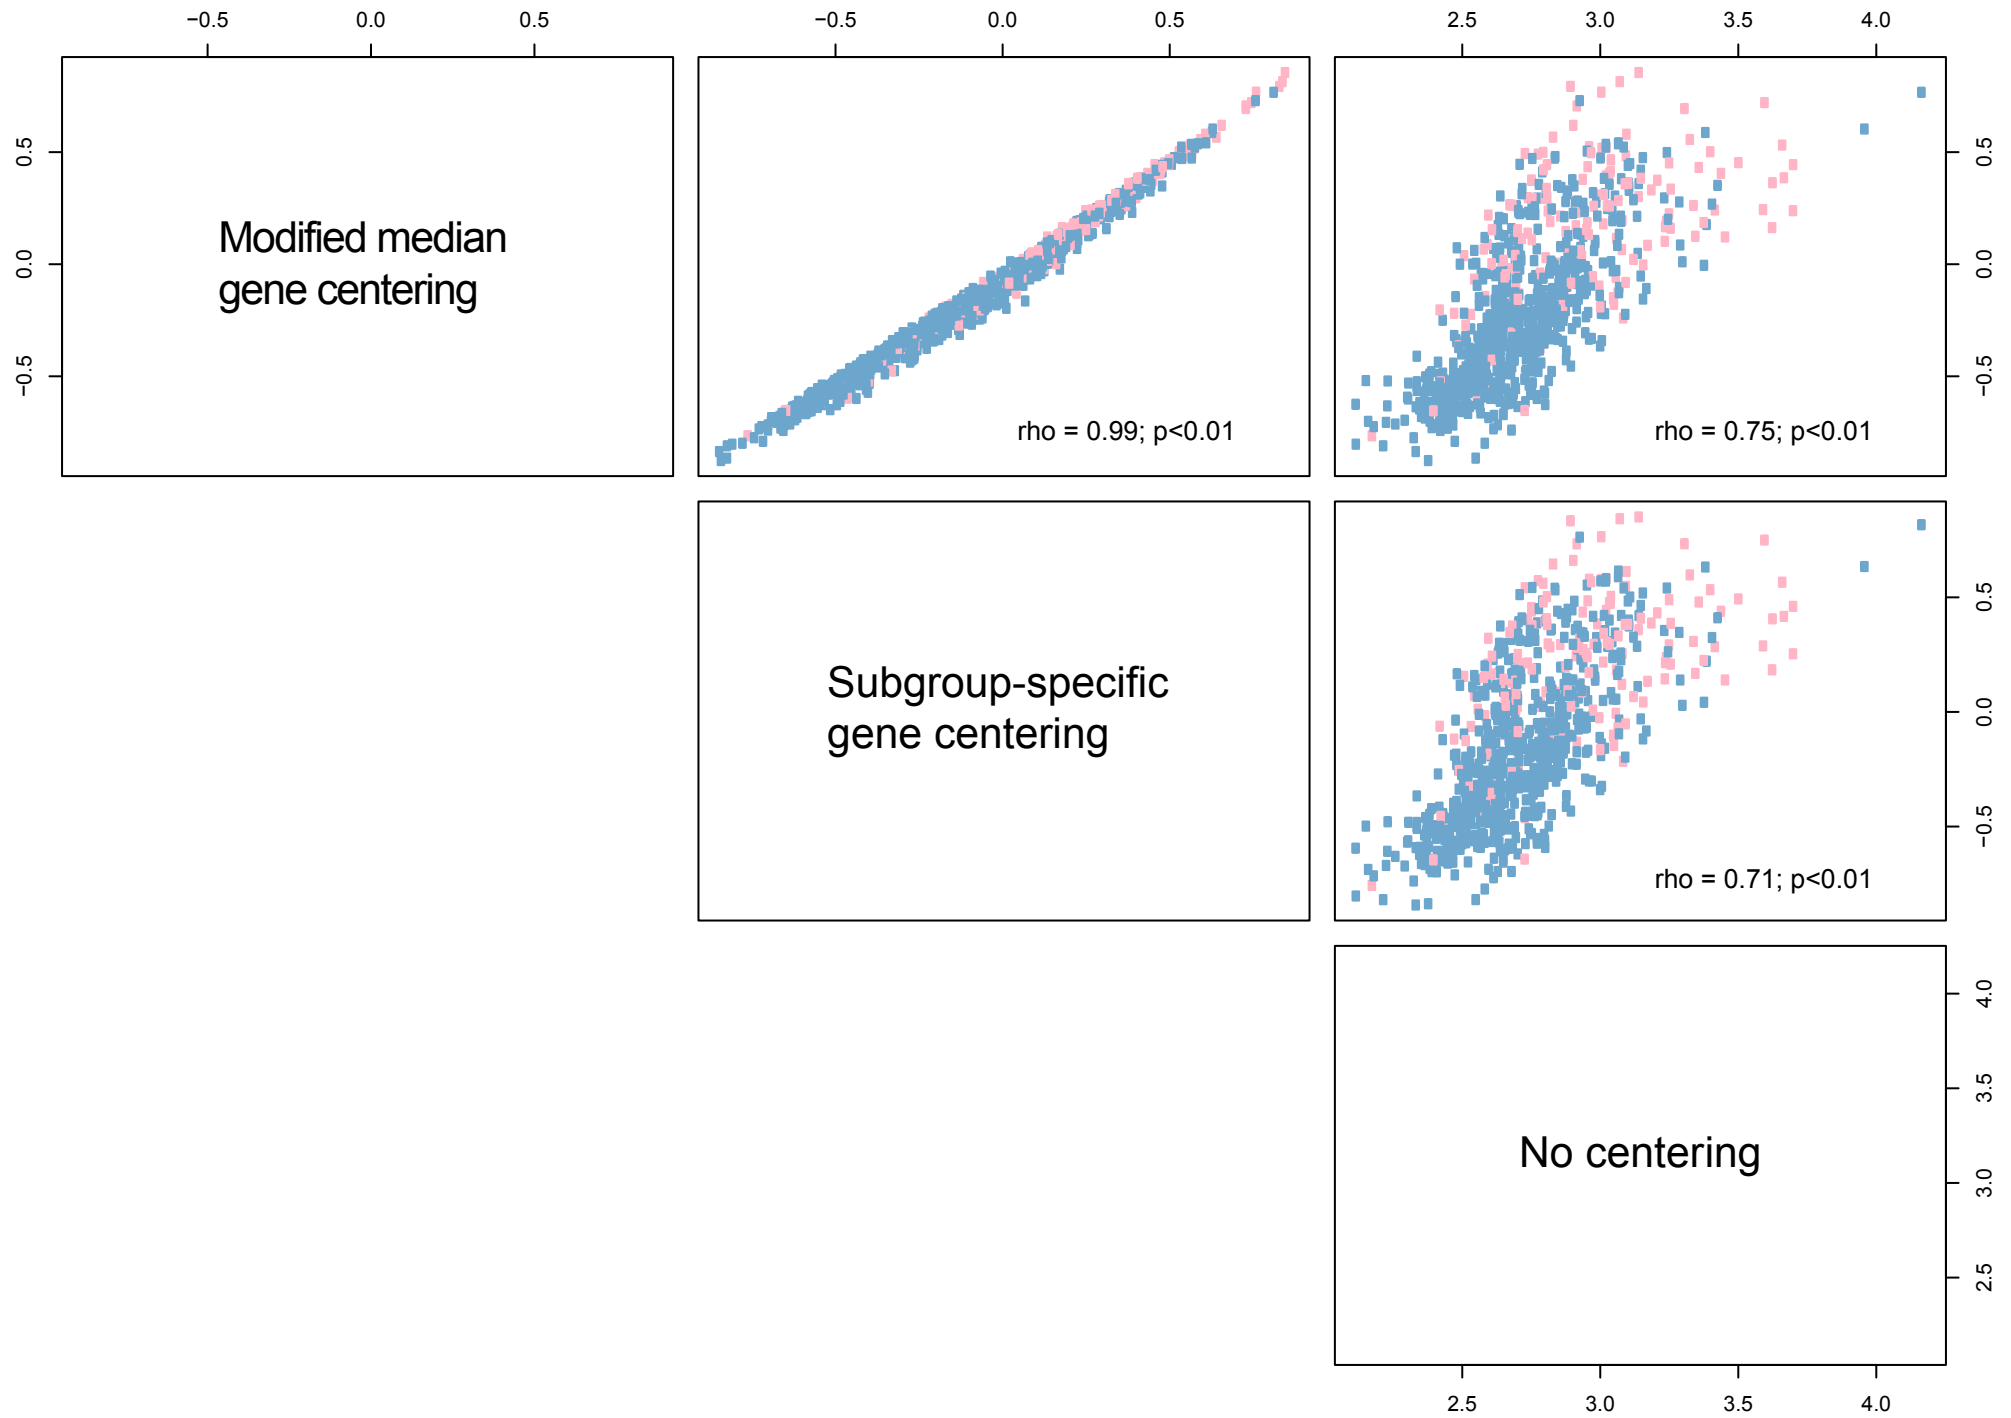 −0.5 0.0 0.5 −0.5 0.0 0.5 2.5 3.0 3.5 4.0
0.5
0.0
−0.5
Modified median
gene centering
rho = 0.99; p<0.01
rho = 0.75; p<0.01
0.5
0.0
−0.5
Subgroup-specific
gene centering
rho = 0.71; p<0.01
0.5
0.0
−0.5
No centering
4.0
3.5
3.0
2.5
2.5 3.0 3.5 4.0